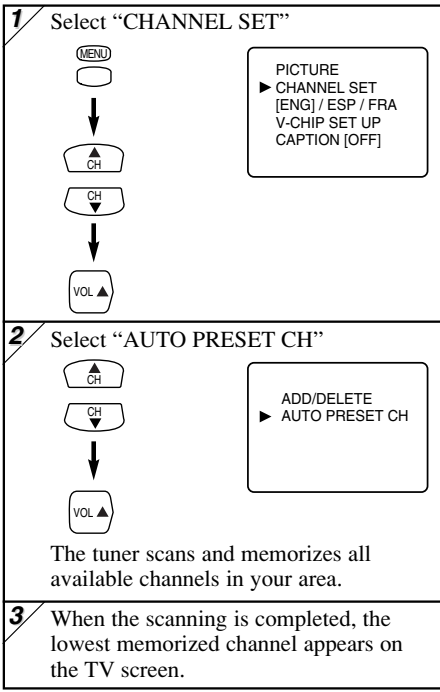 1 Select “CHANNEL SET”
MENU
▲
CH
CH
▼
VOL ▲
PICTURE
▶ CHANNEL SET
[ENG] / ESP / FRA
V-CHIP SET UP
CAPTION [OFF]
2 Select “AUTO PRESET CH”
▲
CH
CH
▼
VOL ▲
ADD/DELETE
▶ AUTO PRESET CH
The tuner scans and memorizes all
available channels in your area.
3 When the scanning is completed, the
lowest memorized channel appears on
the TV screen.